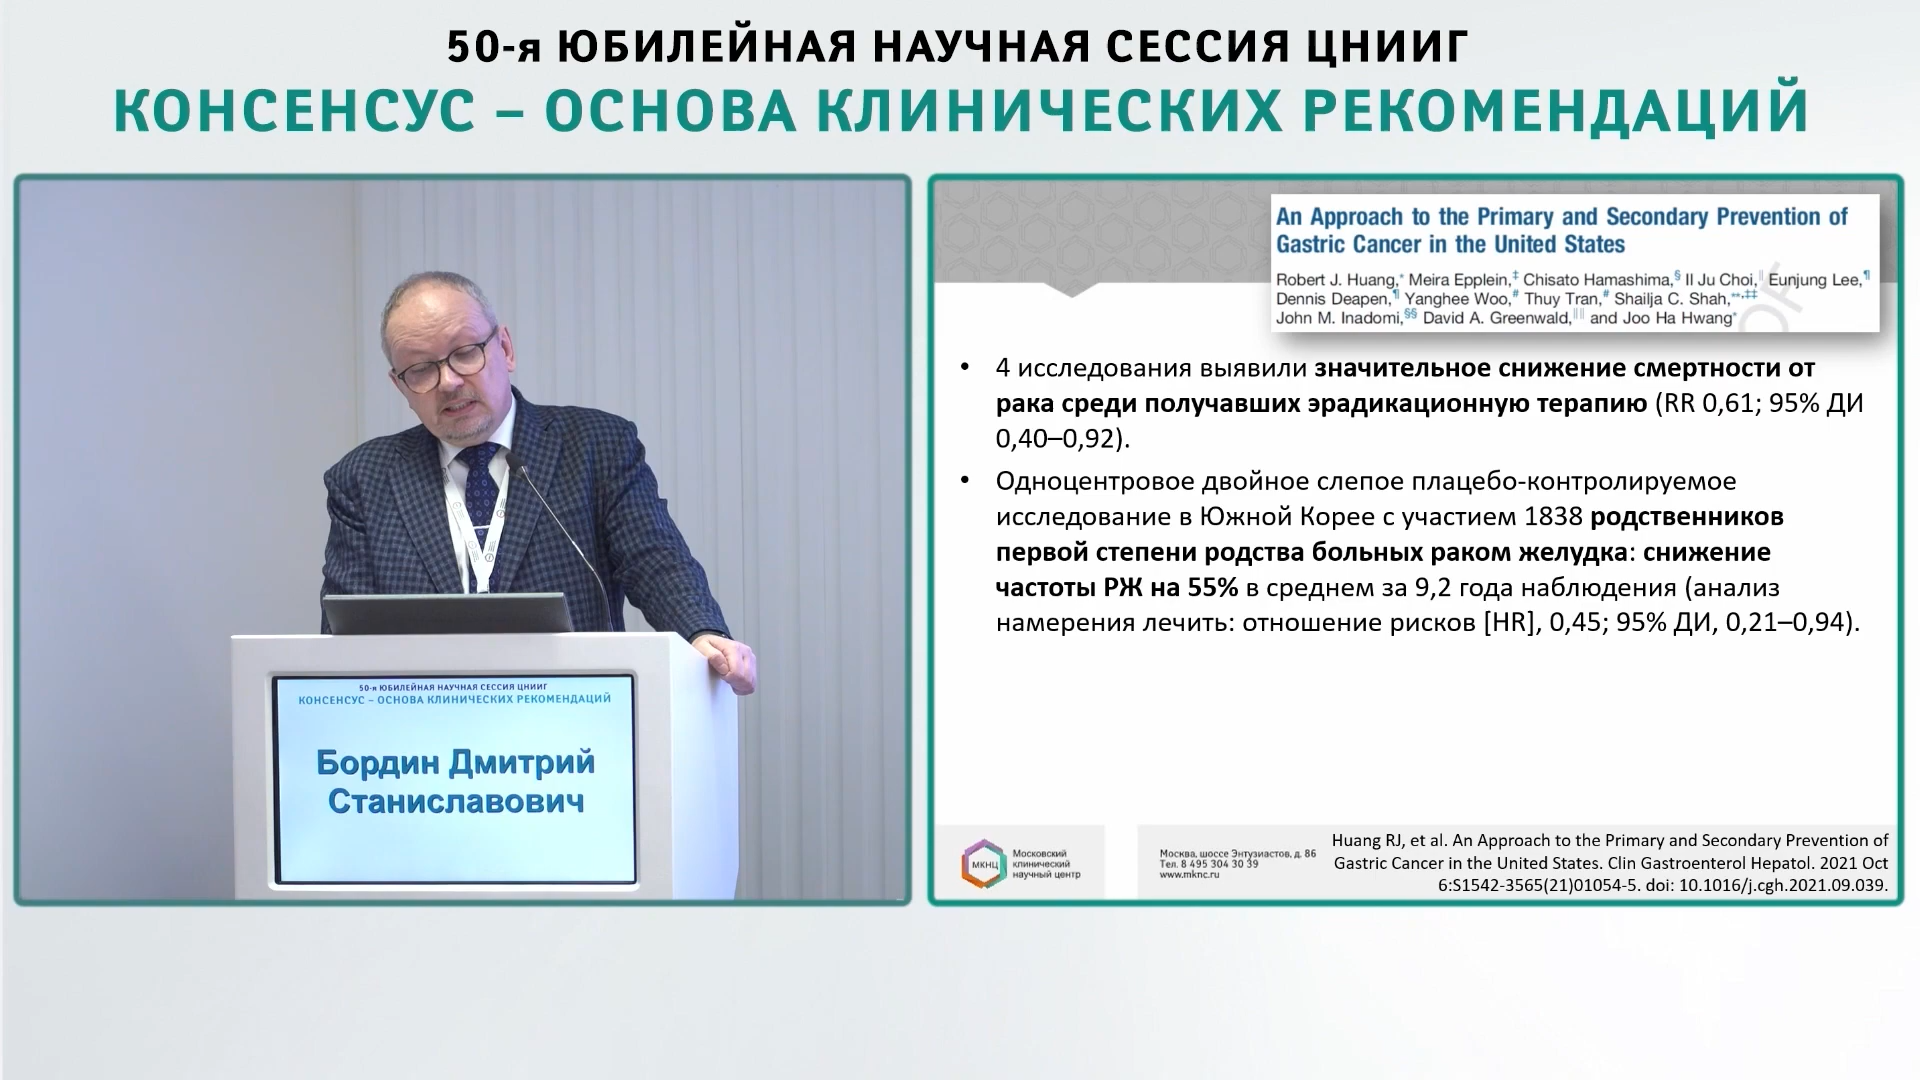 50-я ЮБИЛЕЙНАЯ НАУЧНАЯ СЕССИЯ ЦНИИГ
КОНСЕНСУС – ОСНОВА КЛИНИЧЕСКИХ РЕКОМЕНДАЦИЙ
50-я ЮБИЛЕЙНАЯ НАУЧНАЯ СЕССИЯ ЦНИИГ
КОНСЕНСУС – ОСНОВА КЛИНИЧЕСКИХ РЕКОМЕНДАЦИЙ
Бордин Дмитрий
Станиславович
An Approach to the Primary and Secondary Prevention of
Gastric Cancer in the United States
Robert J. Huang,* Meira Epplein,‡ Chisato Hamashima,§ Il Ju Choi,‖ Eunjung Lee,¶
Dennis Deapen,¶ Yanghee Woo,# Thuy Tran,# Shailja C. Shah,**,‡‡
John M. Inadomi,§§ David A. Greenwald,‖‖ and Joo Ha Hwang*
• 4 исследования выявили значительное снижение смертности от
рака среди получавших эрадикационную терапию (RR 0,61; 95% ДИ
0,40–0,92).
• Одноцентровое двойное слепое плацебо-контролируемое
исследование в Южной Корее с участием 1838 родственников
первой степени родства больных раком желудка: снижение
частоты РЖ на 55% в среднем за 9,2 года наблюдения (анализ
намерения лечить: отношение рисков [HR], 0,45; 95% ДИ, 0,21–0,94).
МКНЦ
Московский
клинический
научный центр
Москва, шоссе Энтузиастов, д. 86
Тел. 8 495 304 30 39
www.mknc.ru
Huang RJ, et al. An Approach to the Primary and Secondary Prevention of
Gastric Cancer in the United States. Clin Gastroenterol Hepatol. 2021 Oct
6:S1542-3565(21)01054-5. doi: 10.1016/j.cgh.2021.09.039.